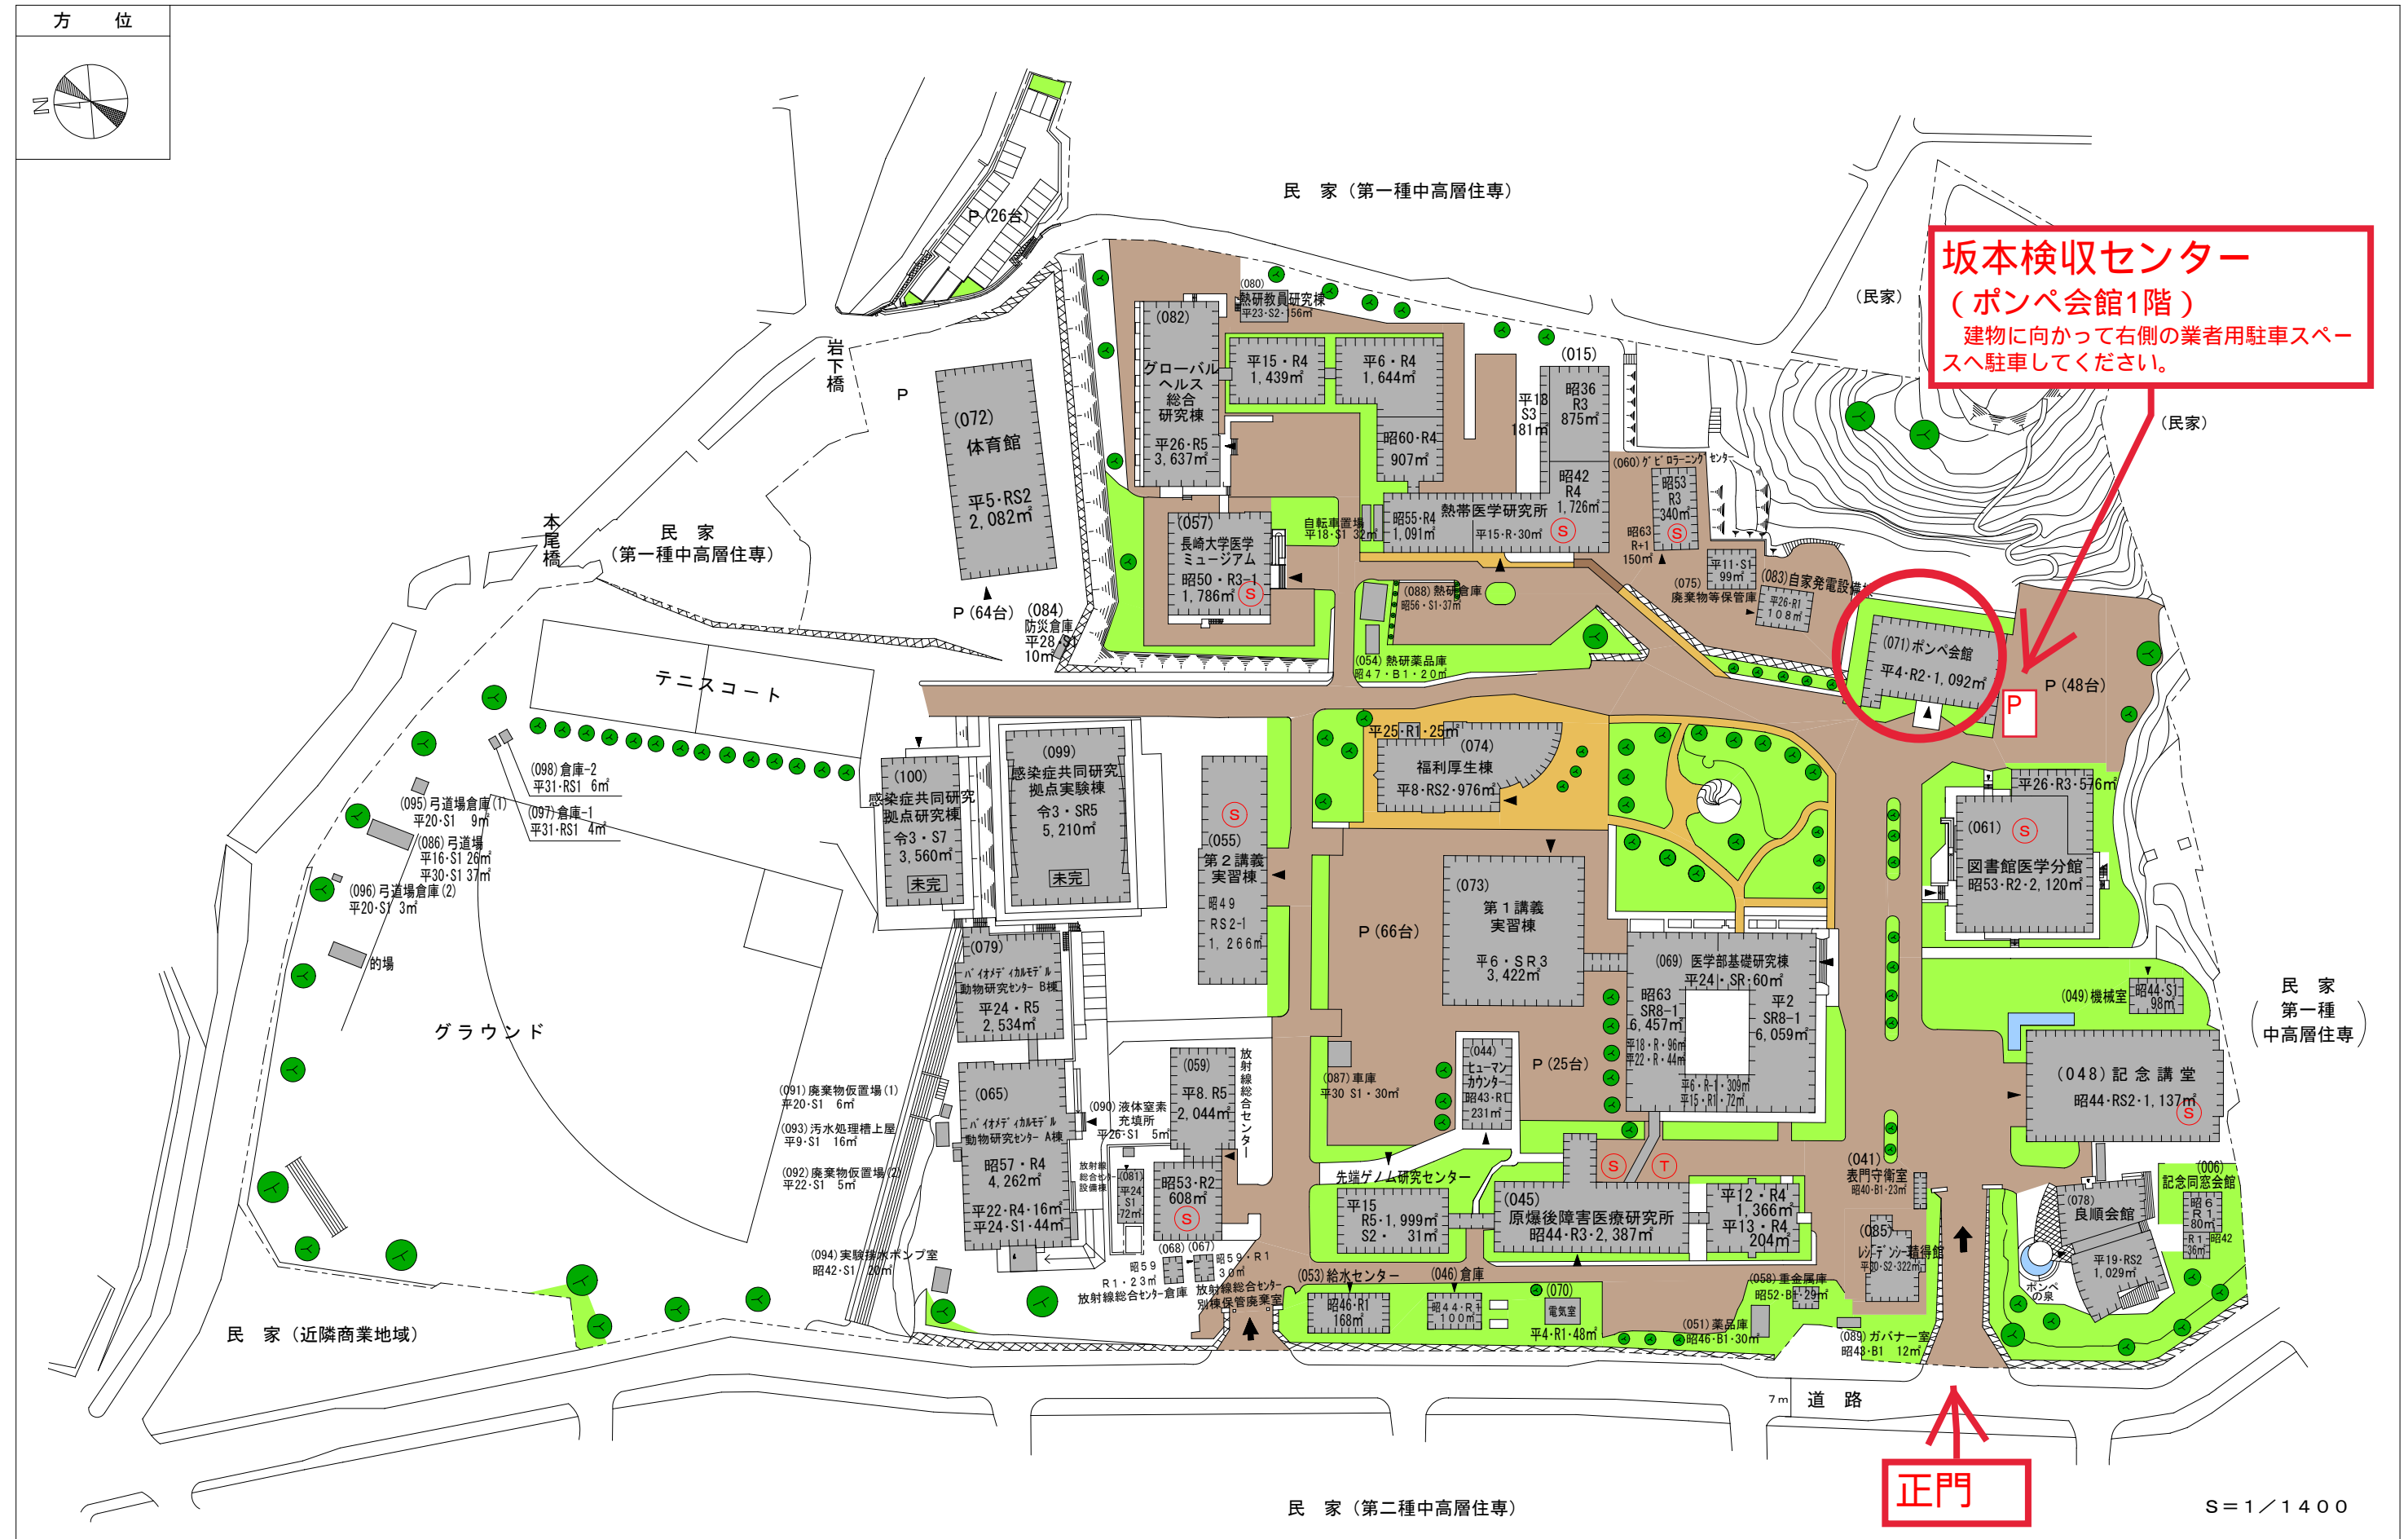 方　位
N
P(26台)
民　家（第一種中高層住専）
坂本検収センター
（ポンペ会館1階）
建物に向かって右側の業者用駐車スペー
スへ駐車してください。
（民家）
（民家）
岩下橋
P
本尾橋
民　家
（第一種中高層住専）
(072)
体育館
平5・RS2
2,082㎡
P(64台)
(084)
防災倉庫
平28・S1
10㎡
(082)
グローバル
ヘルス
総合
研究棟
平26・R5
3,637㎡
(080)
熱研教員研究棟
平23・S2・156㎡
平15・R4
1,439㎡
平6・R4
1,644㎡
昭60・R4
907㎡
(015)
平18
S3
181㎡
昭36
R3
875㎡
昭42
R4
1,726㎡
熱帯医学研究所
昭55・R4
1,091㎡
平15・R・30㎡
S
自転車置場
平18・S1 32㎡
(057)
長崎大学医学
ミュージアム
昭50・R3-1
1,786㎡
S
(088)熱研倉庫
昭56・S1・37㎡
(054)熱研薬品庫
昭47・B1・20㎡
(060)ｸﾞﾋﾞﾛﾗｰﾆﾝｸﾞｾﾝﾀｰ
昭53
R3
340㎡
S
昭63
R+1
150㎡
平11・S1
99㎡
(075)
廃棄物等保管庫
(083)自家発電設備
平26・R1
108㎡
(071)ポンペ会館
平4・R2・1,092㎡
P
P(48台)
テニスコート
(098)倉庫-2
平31・RS1 6㎡
(097)倉庫-1
平31・RS1 4㎡
(095)弓道場倉庫(1)
平20・S1 9㎡
(086)弓道場
平16・S1 26㎡
平30・S1 37㎡
(096)弓道場倉庫(2)
平20・S1 3㎡
的場
グラウンド
(100)
感染症共同研究
拠点研究棟
令3・S7
3,560㎡
未完
(099)
感染症共同研究
拠点実験棟
令3・SR5
5,210㎡
未完
S
(055)
第2講義
実習棟
昭49
RS2-1
1,266㎡
平25・R1・25㎡
(074)
福利厚生棟
平8・RS2・976㎡
(073)
第1講義
実習棟
平6・SR3
3,422㎡
P(66台)
平26・R3・576㎡
(061)
S
図書館医学分館
昭53・R2・2,120㎡
(069)医学部基礎研究棟
平24・SR・60㎡
昭63
SR8-1
6,457㎡
平18・R・96㎡
平22・R・44㎡
平2
SR8-1
6,059㎡
平6・R-1・309㎡
平15・R1・72㎡
(079)
ﾊﾞｲｵﾒﾃﾞｨｶﾙﾓﾃﾞﾙ
動物研究ｾﾝﾀｰ B棟
平24・R5
2,534㎡
(049)機械室
昭44・S1
98㎡
民　家
第一種
中高層住専
(048)記念講堂
昭44・RS2・1,137㎡
S
(065)
ﾊﾞｲｵﾒﾃﾞｨｶﾙﾓﾃﾞﾙ
動物研究ｾﾝﾀｰ A棟
昭57・R4
4,262㎡
平22・R4・16㎡
平24・S1・44㎡
(091)廃棄物仮置場(1)
平20・S1 6㎡
(093)汚水処理槽上屋
平9・S1 16㎡
(092)廃棄物仮置場(2)
平22・S1 5㎡
(094)実験排水ポンプ室
昭42・S1 20㎡
(090)液体窒素
充填所
平26・S1 5㎡
(059)
平8.R5
2,044㎡
放射線総合センター
昭53・R2
608㎡
S
放射線
総合ｾﾝﾀｰ
設備棟
(081)
平24
S1
72㎡
(068)
昭59
R1・23㎡
放射線総合ｾﾝﾀｰ倉庫
(067)
昭59・R1
30㎡
放射線総合ｾﾝﾀｰ
別棟保管廃棄室
(087)車庫
平30 S1・30㎡
(044)
ヒューマン
カウンター
昭43・R1
231㎡
P(25台)
先端ゲノム研究センター
平15
R5・1,999㎡
S2・ 31㎡
S
T
(045)
原爆後障害医療研究所
昭44・R3・2,387㎡
平12・R4
1,366㎡
平13・R4
204㎡
(041)
表門守衛室
昭40・B1・23㎡
(085)
ﾚｼﾞﾃﾞﾝｼｰ積得館
平30・S2・322㎡
(053)給水センター
昭46・R1
168㎡
(046)倉庫
昭44・R1
100㎡
(070)
電気室
平4・R1・48㎡
(058)重金属庫
昭52・B1・29㎡
(051)薬品庫
昭46・B1・30㎡
(089)ガバナー室
昭43・B1 12㎡
(006)
記念同窓会館
昭6
R1
80㎡
R1
36㎡
昭42
(078)
良順会館
平19・RS2
1,029㎡
ポンペ
の泉
民　家（近隣商業地域）
7m
道　路
正門
民　家（第二種中高層住専）
S＝1／1400